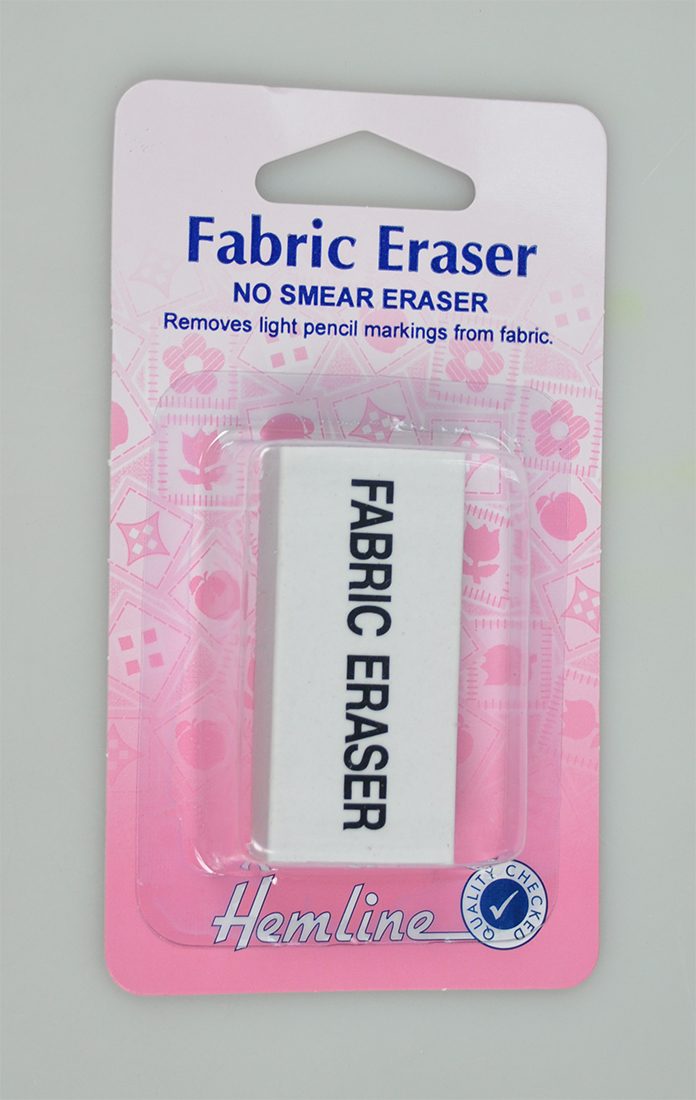 Fabric Eraser
NO SMEAR ERASER
Removes light pencil markings from fabric.
FABRIC ERASER
Hemline
QUALITY CHECKED